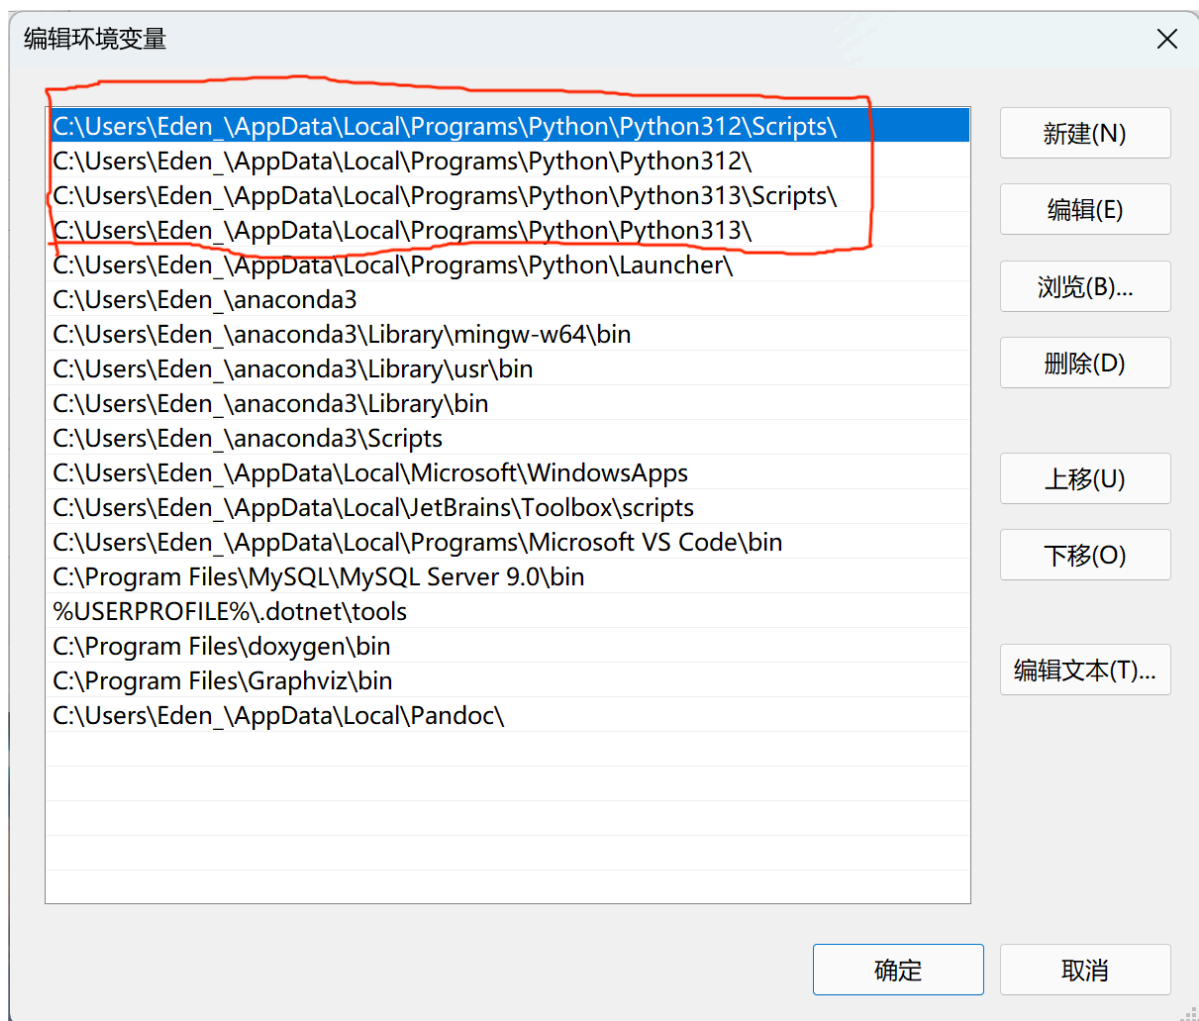 编辑环境变量
C:\Users\Eden_\AppData\Local\Programs\Python\Python312\Scripts\
C:\Users\Eden_\AppData\Local\Programs\Python\Python312\
C:\Users\Eden_\AppData\Local\Programs\Python\Python313\Scripts\
C:\Users\Eden_\AppData\Local\Programs\Python\Python313\
C:\Users\Eden_\AppData\Local\Programs\Python\Launcher\
C:\Users\Eden_\anaconda3
C:\Users\Eden_\anaconda3\Library\mingw-w64\bin
C:\Users\Eden_\anaconda3\Library\usr\bin
C:\Users\Eden_\anaconda3\Library\bin
C:\Users\Eden_\anaconda3\Scripts
C:\Users\Eden_\AppData\Local\Microsoft\WindowsApps
C:\Users\Eden_\AppData\Local\JetBrains\Toolbox\scripts
C:\Users\Eden_\AppData\Local\Programs\Microsoft VS Code\bin
C:\Program Files\MySQL\MySQL Server 9.0\bin
%USERPROFILE%\.dotnet\tools
C:\Program Files\doxygen\bin
C:\Program Files\Graphviz\bin
C:\Users\Eden_\AppData\Local\Pandoc\
新建(N)
编辑(E)
浏览(B)...
删除(D)
上移(U)
下移(O)
编辑文本(T)...
确定
取消